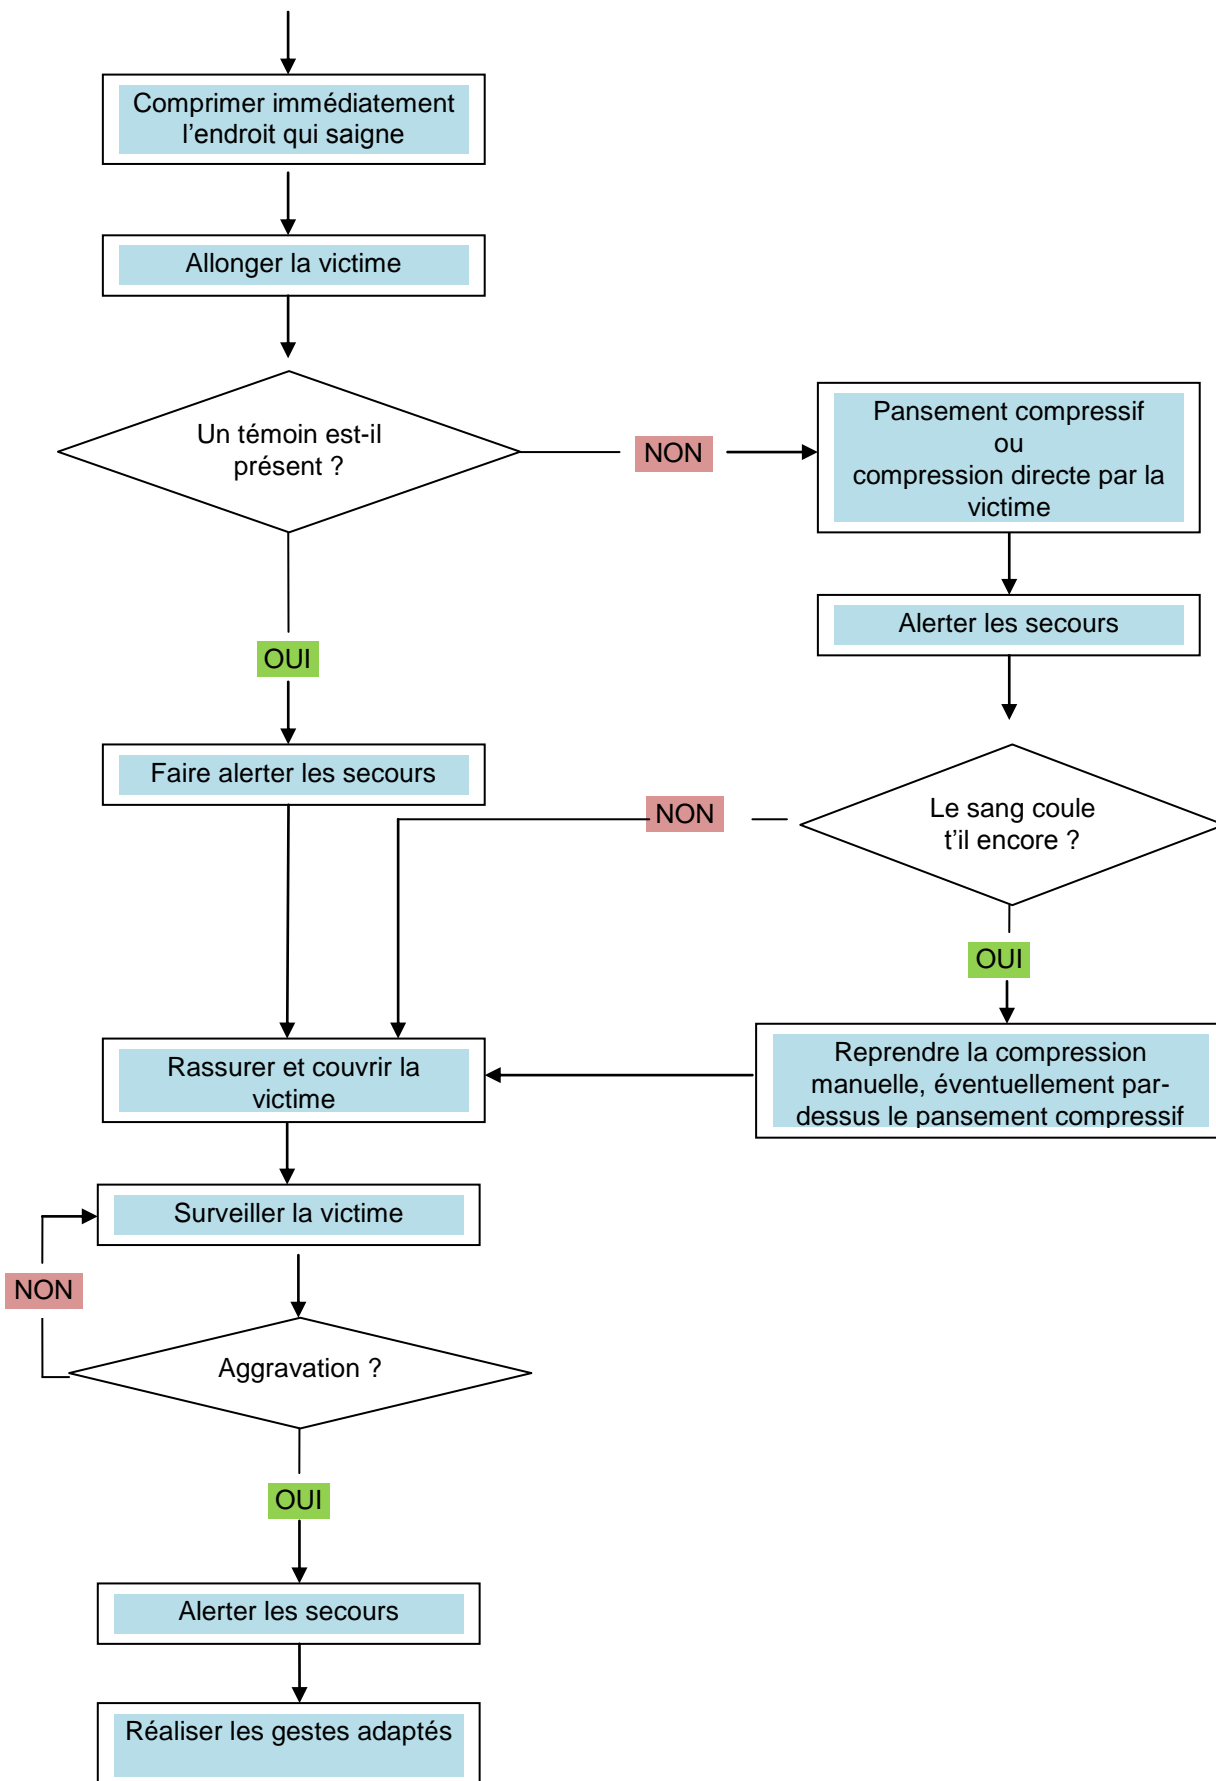 Comprimer immédiatement
l’endroit qui saigne
Allonger la victime
Un témoin est-il
présent ?
NON
Pansement compressif
ou
compression directe par la
victime
Alerter les secours
OUI
Faire alerter les secours
NON
Le sang coule
t’il encore ?
OUI
Rassurer et couvrir la
victime
Reprendre la compression
manuelle, éventuellement par-
dessus le pansement compressif
Surveiller la victime
NON
Aggravation ?
OUI
Alerter les secours
Réaliser les gestes adaptés